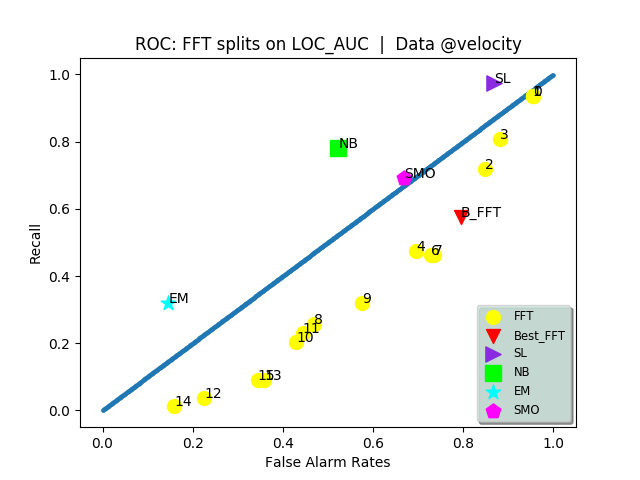 ROC: FFT splits on LOC_AUC | Data @velocity
1.0
0.8
0.6
0.4
0.2
0.0
Recall
SL
1
0
NB
3
2
SMO
B_FFT
4
6
7
EM
9
8
11
10
15
13
12
14
FFT
Best_FFT
SL
NB
EM
SMO
0.0 0.2 0.4 0.6 0.8 1.0
False Alarm Rates